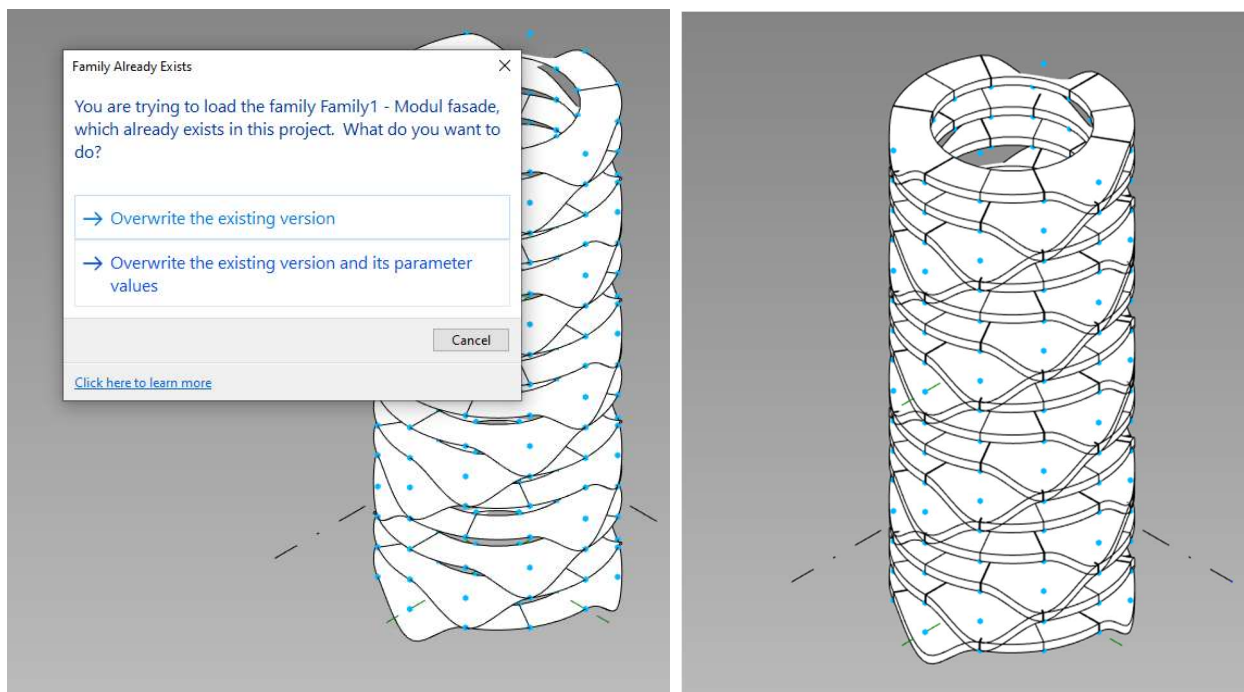 Family Already Exists
You are trying to load the family Family1 - Modul fasade,
which already exists in this project. What do you want to
do?
→ Overwrite the existing version
→ Overwrite the existing version and its parameter
values
Cancel
Click here to learn more